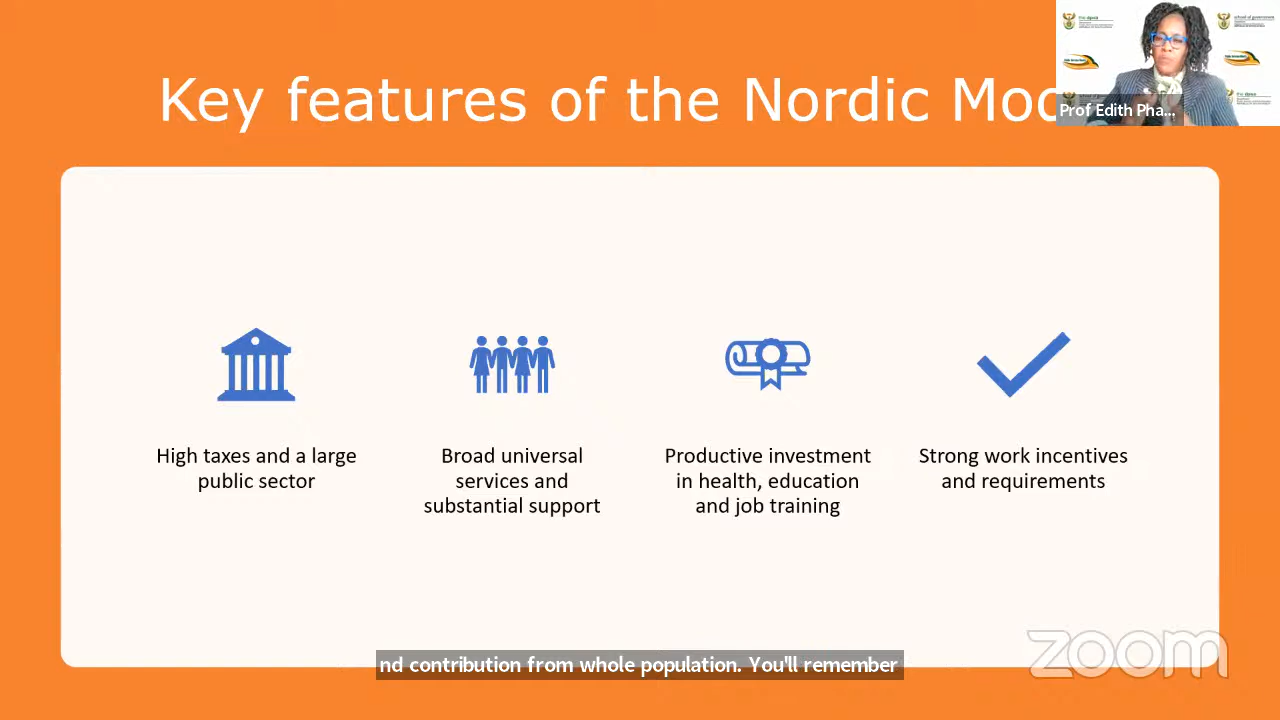 Key features of the Nordic Mod
Prof Edith Pha...
High taxes and a large
public sector
Broad universal
services and
substantial support
Productive investment
in health, education
and job training
Strong work incentives
and requirements
nd contribution from whole population. You'll remember
zoom